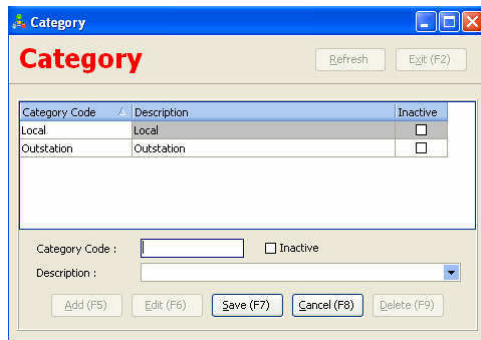 Category
Category Refresh Exit (F2)
Category Code Description Inactive
Local Local
Outstation Outstation
Category Code : Inactive
Description :
Add (F5) Edit (F6) Save (F7) Cancel (F8) Delete (F9)